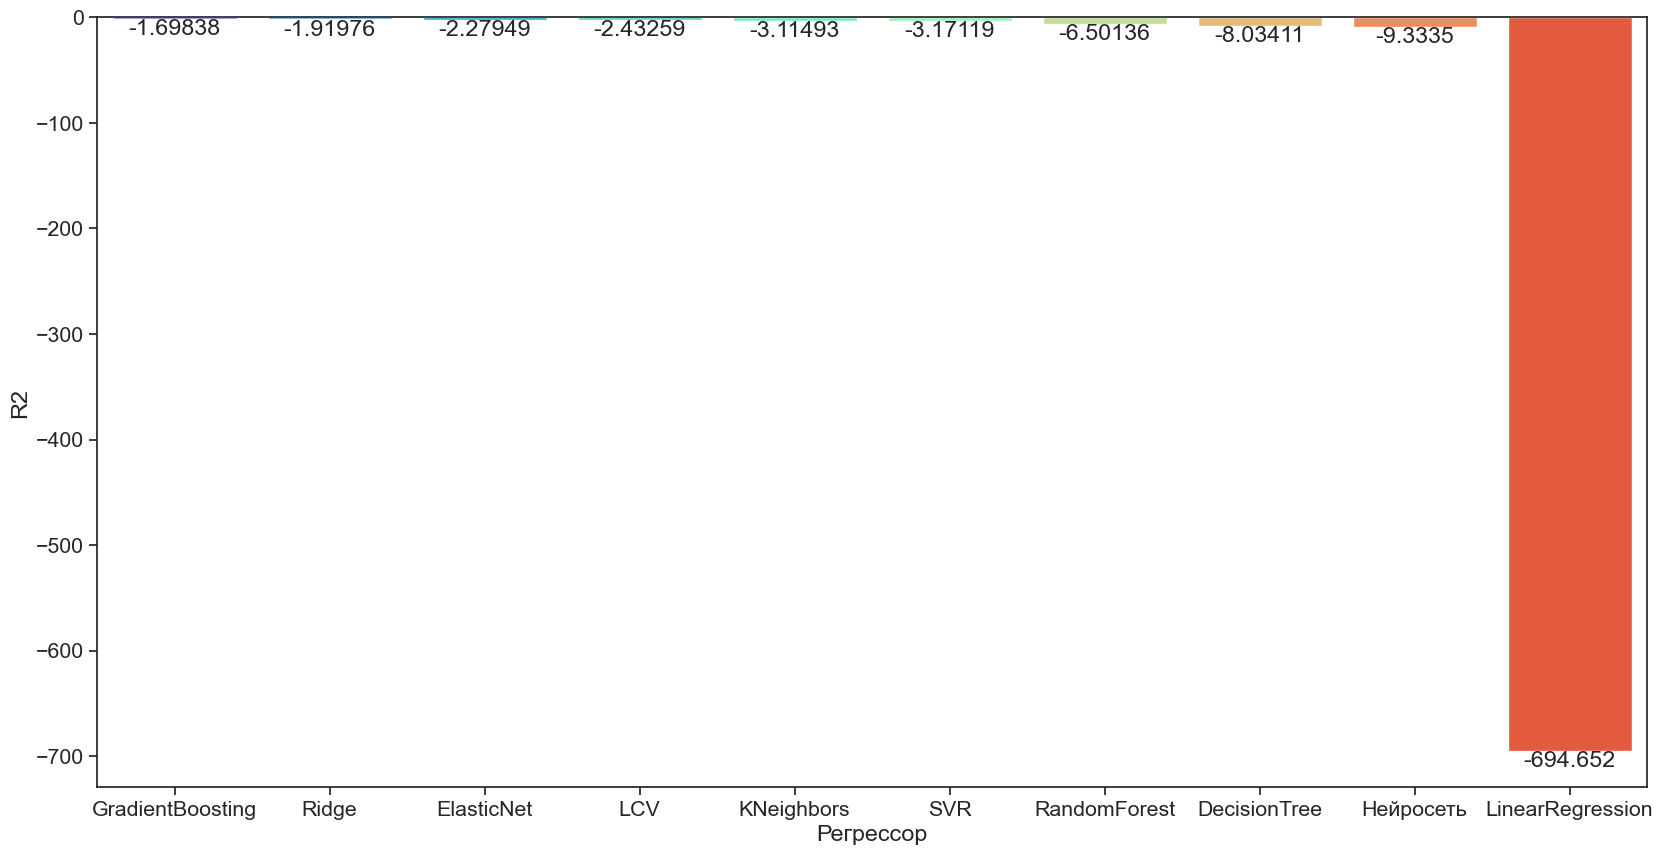 0
-1.69838 -1.91976 -2.27949 -2.43259 -3.11493 -3.17119 -6.50136 -8.03411 -9.3335
−100
−200
−300
R2
−400
−500
−600
−700
-694.652
GradientBoosting Ridge ElasticNet LCV KNeighbors SVR RandomForest DecisionTree Нейросеть LinearRegression
Регрессор